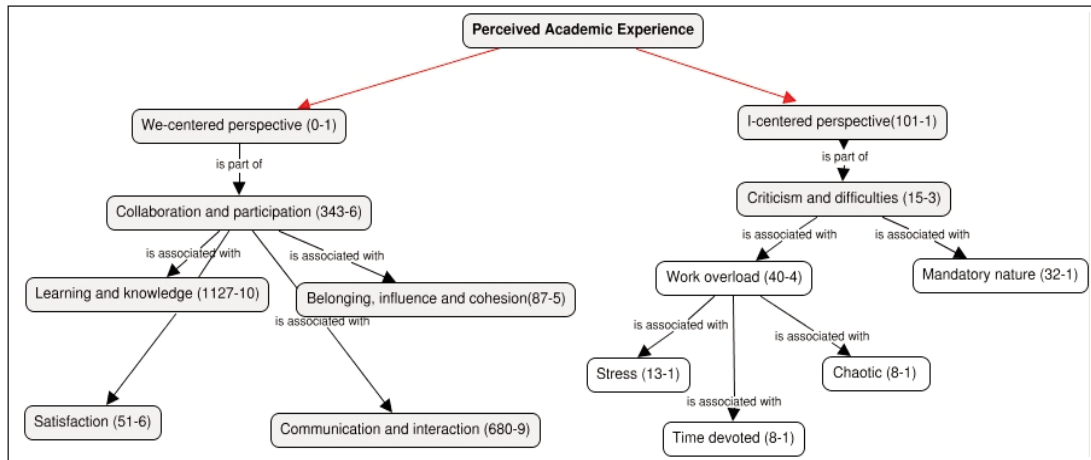 Perceived Academic Experience
We-centered perspective (0-1)
I-centered perspective(101-1)
is part of
is part of
Collaboration and participation (343-6)
Criticism and difficulties (15-3)
is associated with
is associated with
is associated with
is associated with
Learning and knowledge (1127-10)
Belonging, influence and cohesion(87-5)
Work overload (40-4)
Mandatory nature (32-1)
is associated with
is associated with
is associated with
Stress (13-1)
Chaotic (8-1)
is associated with
Satisfaction (51-6)
Communication and interaction (680-9)
Time devoted (8-1)